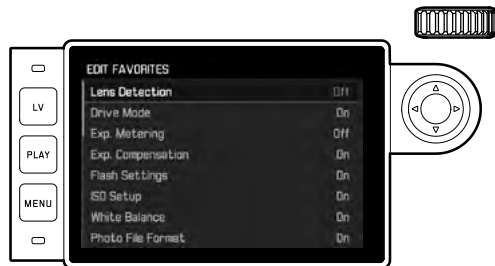 EDIT FAVORITES
Lens Detection Off
Drive Mode On
Exp. Metering Off
Exp. Compensation On
Flash Settings On
ISO Setup On
White Balance On
Photo File Format On
LV
PLAY
MENU